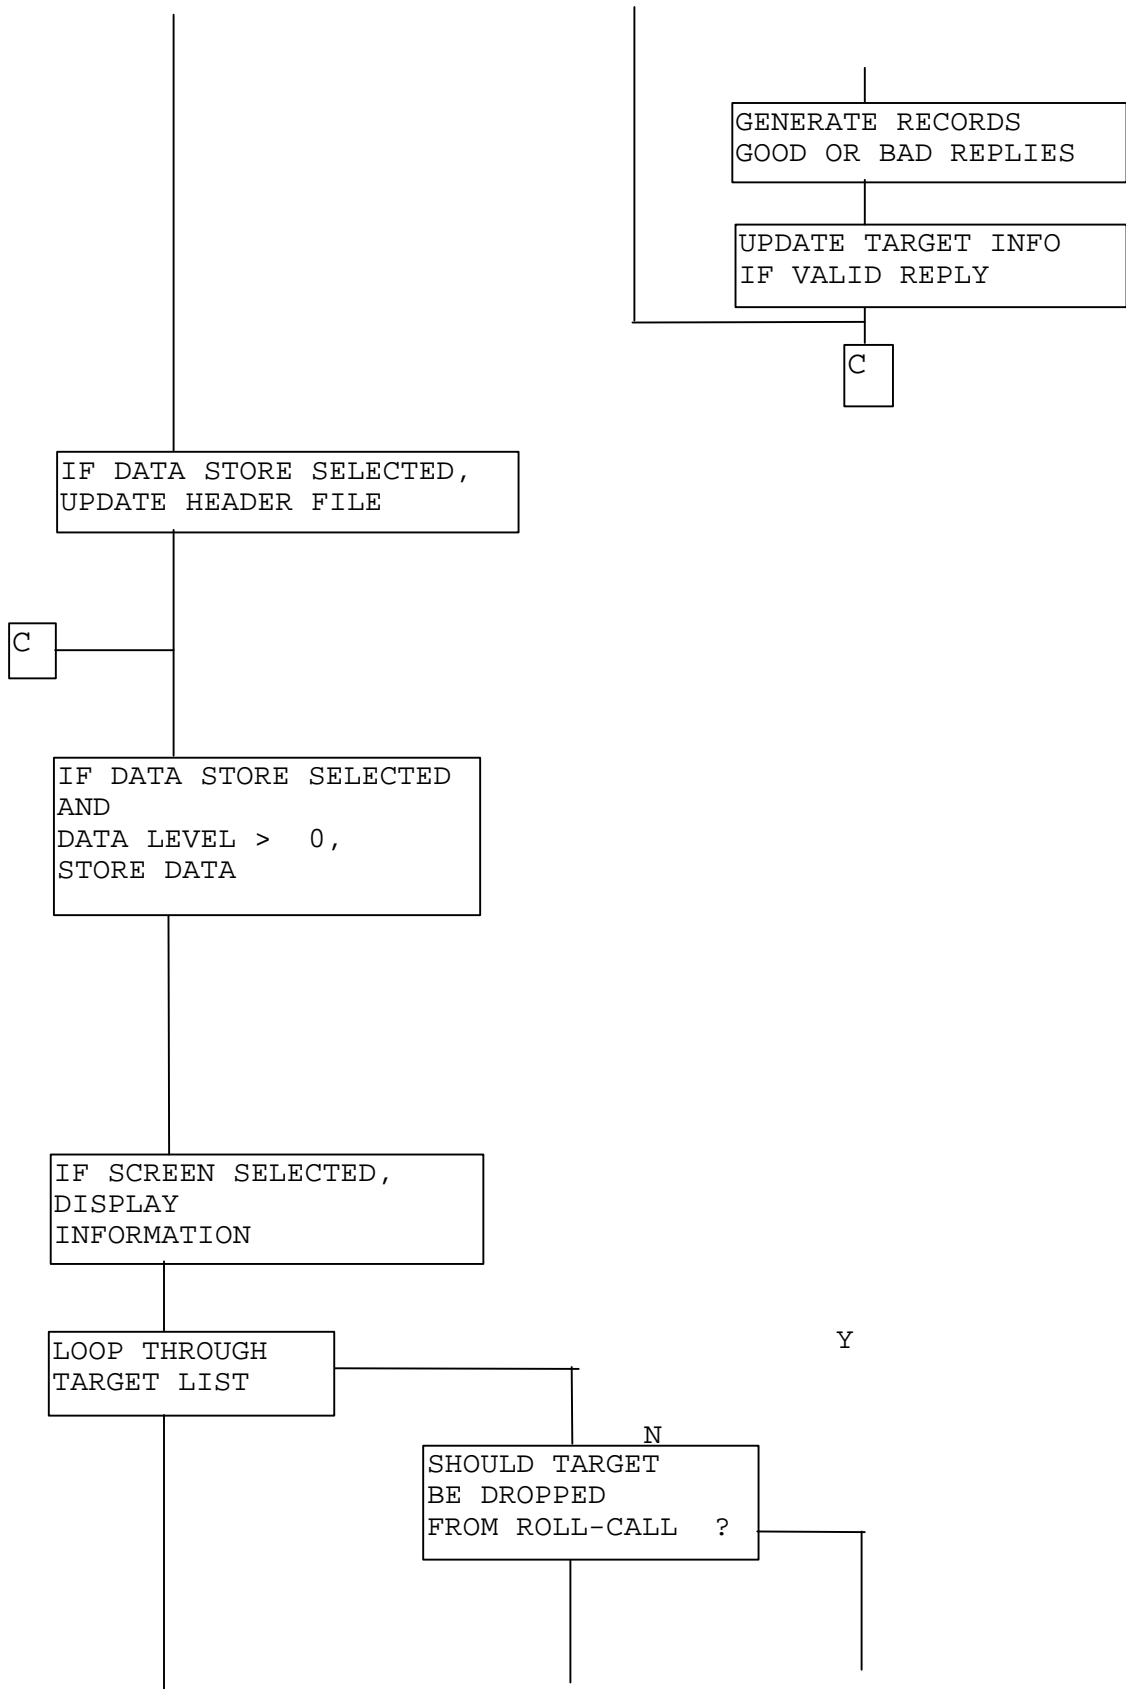 GENERATE RECORDS
GOOD OR BAD REPLIES
UPDATE TARGET INFO
IF VALID REPLY
C
IF DATA STORE SELECTED,
UPDATE HEADER FILE
C
IF DATA STORE SELECTED
AND
DATA LEVEL > 0,
STORE DATA
IF SCREEN SELECTED,
DISPLAY
INFORMATION
LOOP THROUGH
TARGET LIST
Y
N
SHOULD TARGET
BE DROPPED
FROM ROLL-CALL ?